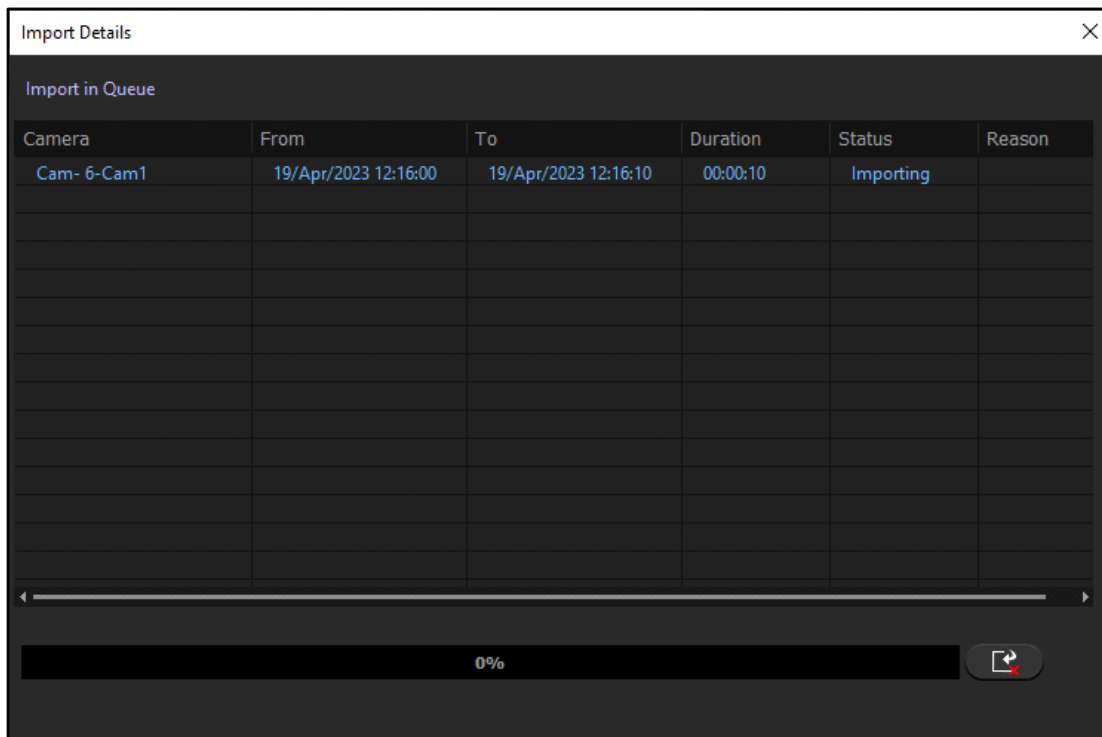 Import Details
Import in Queue
Camera From To Duration Status Reason
Cam- 6-Cam1 19/Apr/2023 12:16:00 19/Apr/2023 12:16:10 00:00:10 Importing
0%